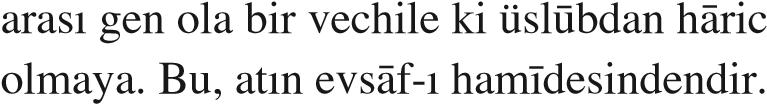 arası gen ola bir vechile ki üslūbdan hāric
olmaya. Bu, atın evsāf-ı hamīdesindendir.